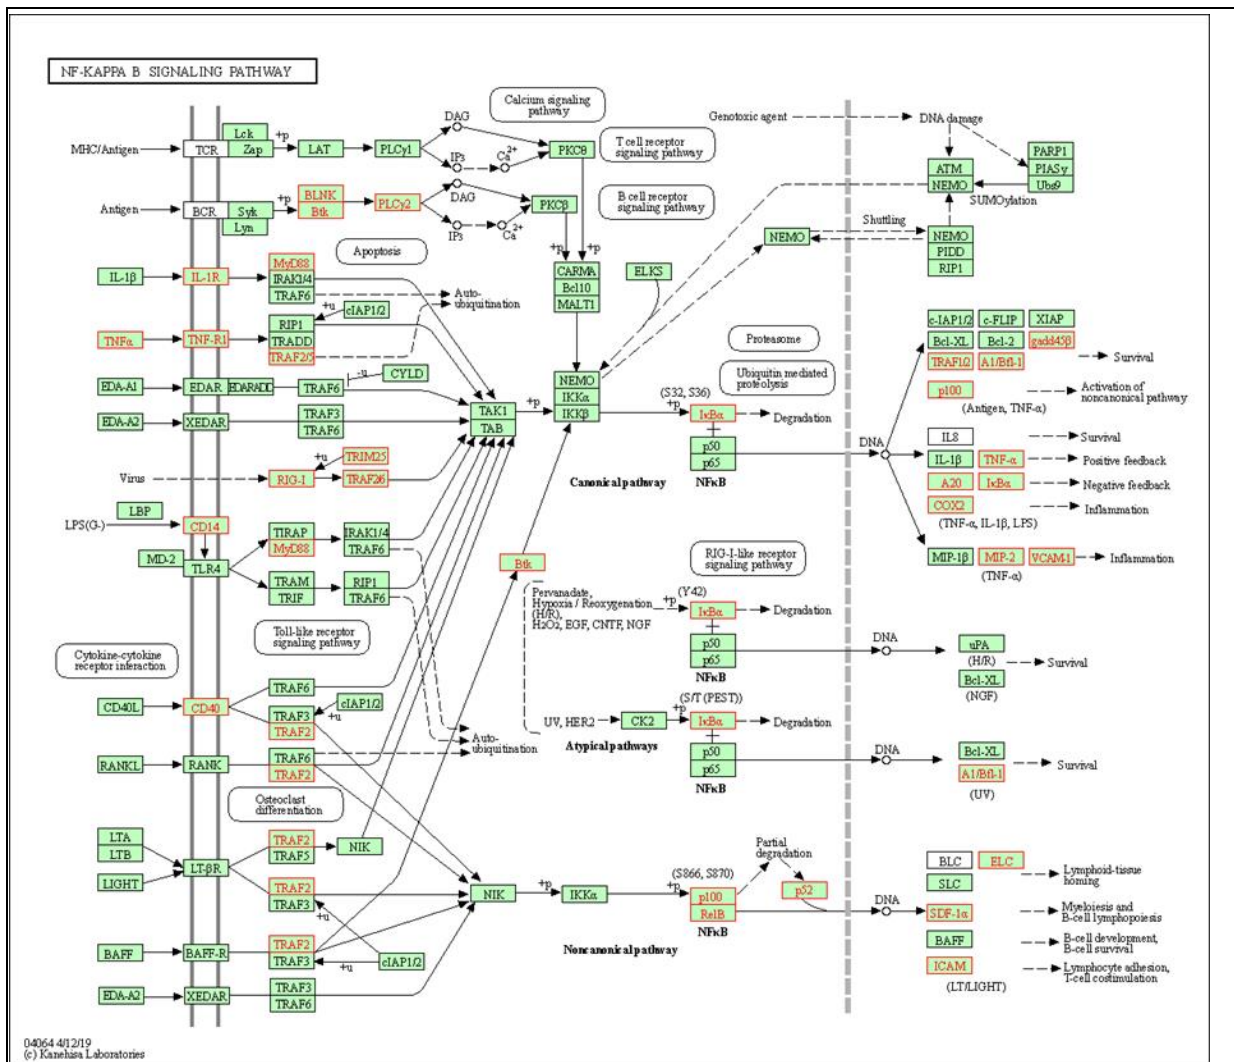 NF-KAPPA B SIGNALING PATHWAY
Calcium signaling
pathway
T cell receptor
signaling pathway
B cell receptor
signaling pathway
MHC/Antigen
TCR
Lck
Zap
+p
LAT
PLCγ1
DAG
IP3
Ca2+
PKCθ
Antigen
BCR
Syk
Lyn
+p
BLNK
Btk
PLCγ2
DAG
IP3
Ca2+
PKCβ
+p
+p
CARMA
Bcl10
MALT1
ELKS
Genotoxic agent
DNA damage
ATM
NEMO
PARP1
PIASy
Ubs9
SUMOylation
Shuttling
NEMO
NEMO
PIDD
RIP1
Apoptosis
IL-1β
IL-1R
MyD88
IRAK1/4
TRAF6
Auto-
ubiquitination
TNFα
TNF-R1
RIP1
TRADD
TRAF2/5
+u
cIAP1/2
EDA-A1
EDAR
EDARADD
TRAF6
-u
CYLD
EDA-A2
XEDAR
TRAF3
TRAF6
TAK1
TAB
+p
NEMO
IKKα
IKKβ
Virus
RIG-I
+u
TRIM25
TRAF2/6
Proteasome
Ubiquitin mediated
proteolysis
(S32, S36)
+p
IκBα
Degradation
p50
p65
NFκB
Canonical pathway
DNA
c-IAP1/2
c-FLIP
XIAP
Bcl-XL
Bcl-2
gadd45β
TRAF1/2
A1/Bfl-1
Survival
p100
Activation of
noncanonical pathway
(Antigen, TNF-α)
IL8
Survival
IL-1β
TNF-α
Positive feedback
A20
IκBα
Negative feedback
COX2
Inflammation
(TNF-α, IL-1β, LPS)
MIP-1β
MIP-2
VCAM-1
Inflammation
(TNF-α)
LPS(G-)
LBP
CD14
MD-2
TLR4
TIRAP
MyD88
IRAK1/4
TRAF6
TRAM
TRIF
RIP1
TRAF6
Btk
RIG-I-like receptor
signaling pathway
Pervanadate,
Hypoxia / Reoxygenation
(H/R),
H2O2, EGF, CNTF, NGF
(Y42)
+p
IκBα
Degradation
p50
p65
NFκB
DNA
uPA
(H/R)
Bcl-XL
(NGF)
Survival
Toll-like receptor
signaling pathway
Cytokine-cytokine
receptor interaction
CD40L
CD40
TRAF6
TRAF3
TRAF2
+u
cIAP1/2
Auto-
ubiquitination
UV, HER2
CK2
(S/T (PEST))
+p
IκBα
Degradation
p50
p65
NFκB
Atypical pathways
DNA
Bcl-XL
A1/Bfl-1
(UV)
Survival
RANKL
RANK
TRAF6
TRAF2
Osteoclast
differentiation
LTA
LTB
LIGHT
LT-βR
TRAF2
TRAF5
NIK
TRAF2
TRAF3
+u
NIK
+p
IKKα
(S866, S870)
+p
p100
RelB
NFκB
Partial
degradation
p52
Noncanonical pathway
DNA
BLC
ELC
SLC
Lymphoid-tissue
homing
SDF-1α
Myeloiesis and
B-cell lymphopoiesis
BAFF
B-cell development,
B-cell survival
ICAM
Lymphocyte adhesion,
T-cell costimulation
(LT/LIGHT)
BAFF
BAFF-R
TRAF2
TRAF3
+u
cIAP1/2
EDA-A2
XEDAR
TRAF3
TRAF6
04064 4/12/19
(c) Kanehisa Laboratories